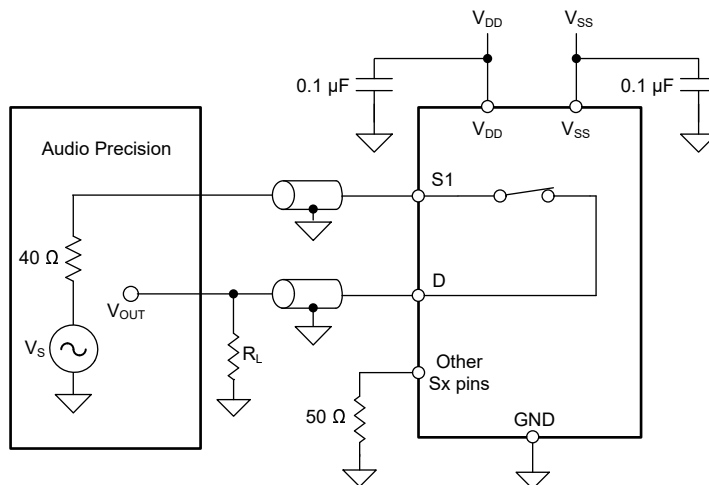 V_DD
V_SS
0.1 µF
0.1 µF
V_DD
V_SS
Audio Precision
S1
40 Ω
V_OUT
D
V_S
R_L
Other
Sx pins
50 Ω
GND